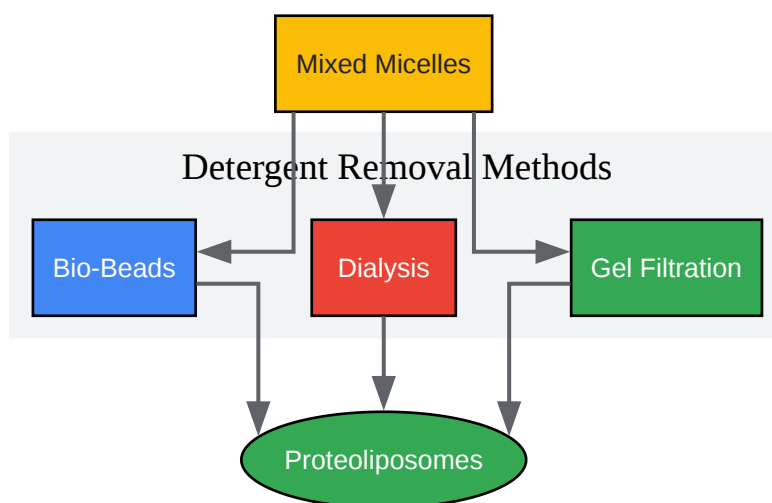 Mixed Micelles
Detergent Removal Methods
Bio-Beads
Dialysis
Gel Filtration
Proteoliposomes